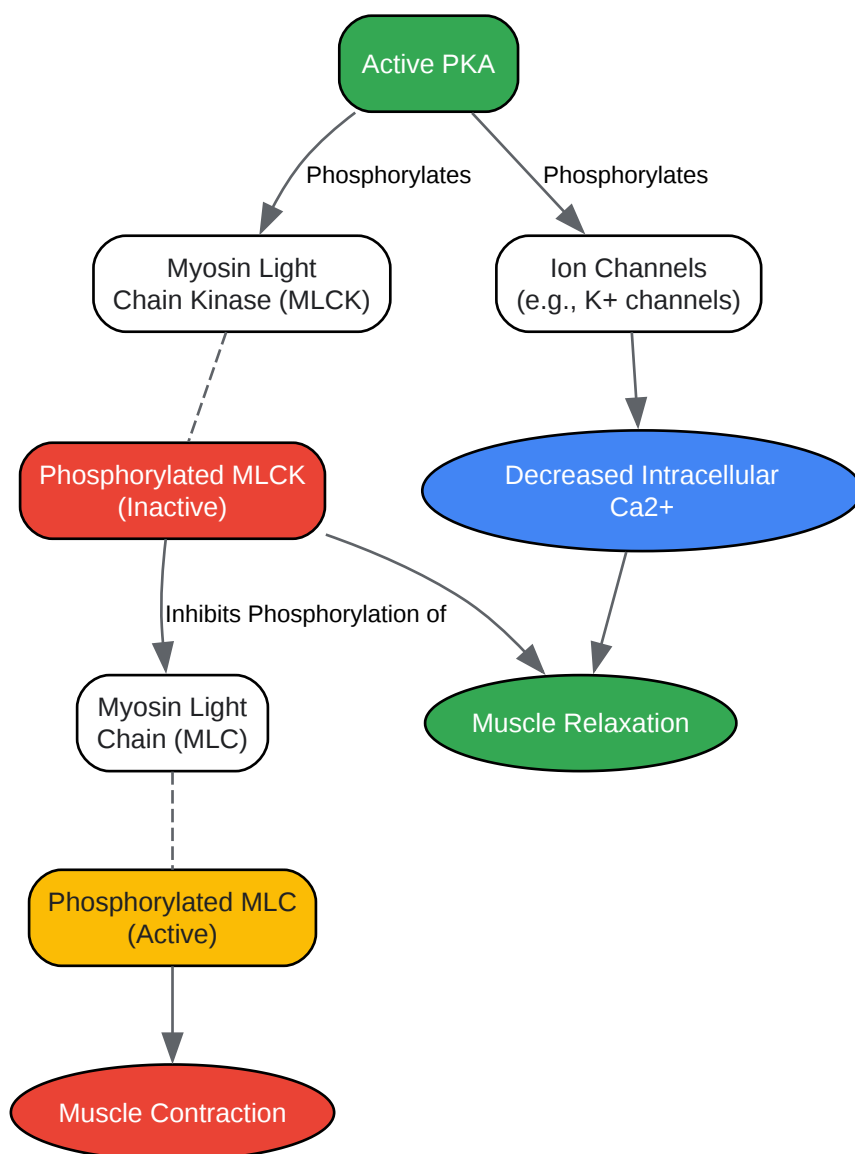 Active PKA
Phosphorylates
Phosphorylates
Myosin Light
Chain Kinase (MLCK)
Ion Channels
(e.g., K+ channels)
Phosphorylated MLCK
(Inactive)
Decreased Intracellular
Ca2+
Inhibits Phosphorylation of
Myosin Light
Chain (MLC)
Muscle Relaxation
Phosphorylated MLC
(Active)
Muscle Contraction